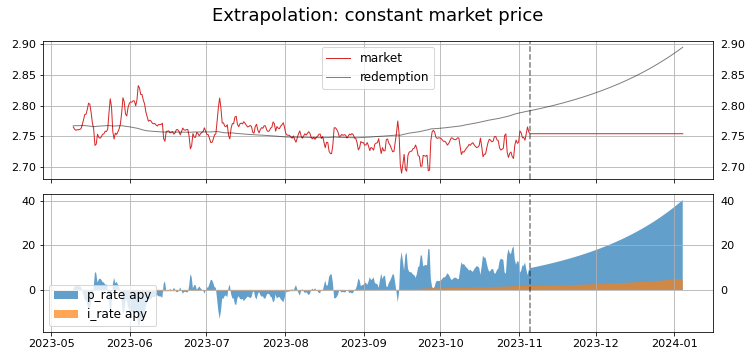 Extrapolation: constant market price
2.90 2.90
market
redemption
2.85 2.85
2.80 2.80
2.75 2.75
2.70 2.70
40 40
20 20
0 0
p_rate apy
i_rate apy
2023-05 2023-06 2023-07 2023-08 2023-09 2023-10 2023-11 2023-12 2024-01